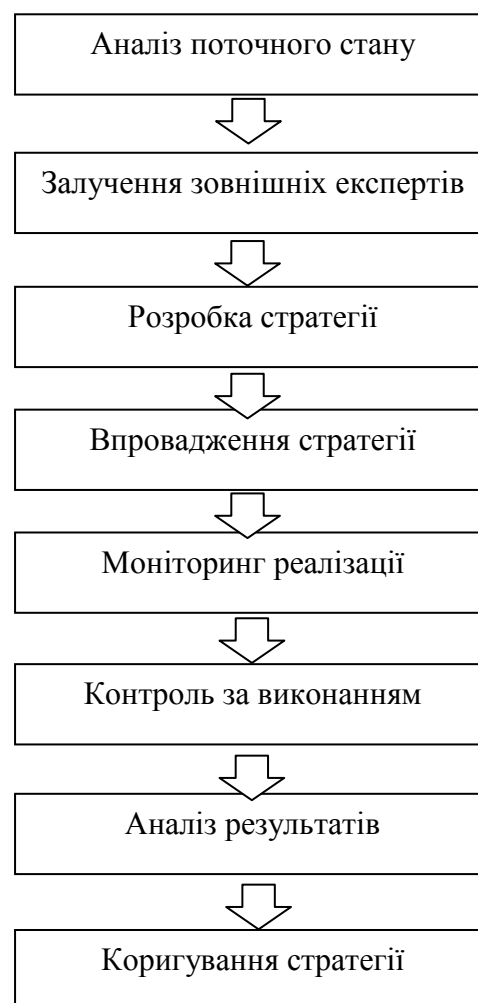 Аналіз поточного стану
Залучення зовнішніх експертів
Розробка стратегії
Впровадження стратегії
Моніторинг реалізації
Контроль за виконанням
Аналіз результатів
Коригування стратегії